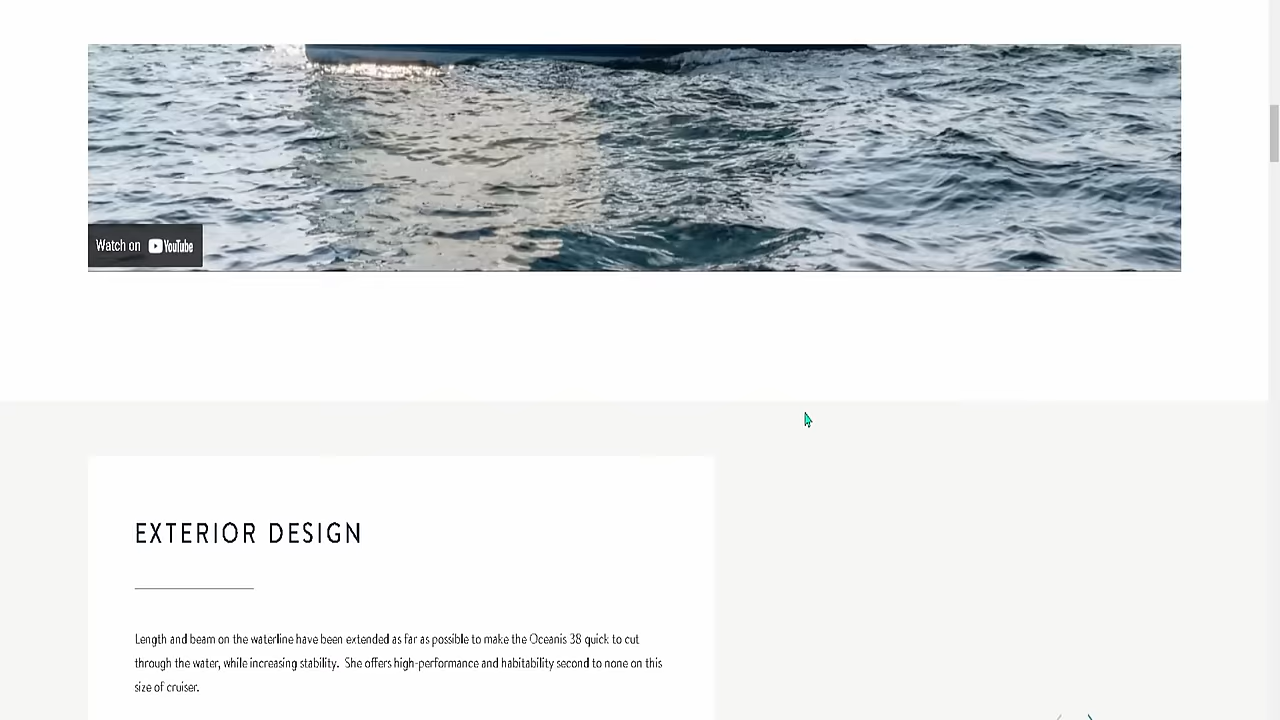 Watch on YouTube
EXTERIOR DESIGN
Length and beam on the waterline have been extended as far as possible to make the Oceanis 38 quick to cut
through the water, while increasing stability.  She offers high-performance and habitability second to none on this
size of cruiser.